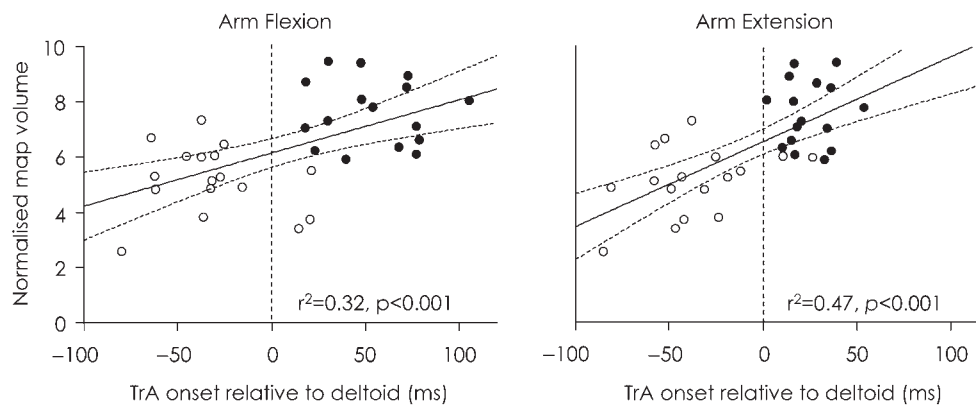 Arm Flexion
Arm Extension
Normalised map volume
10
8
6
4
2
0
r²=0.32, p<0.001
r²=0.47, p<0.001
−100
−50
0
50
100
−100
−50
0
50
100
TrA onset relative to deltoid (ms)
TrA onset relative to deltoid (ms)